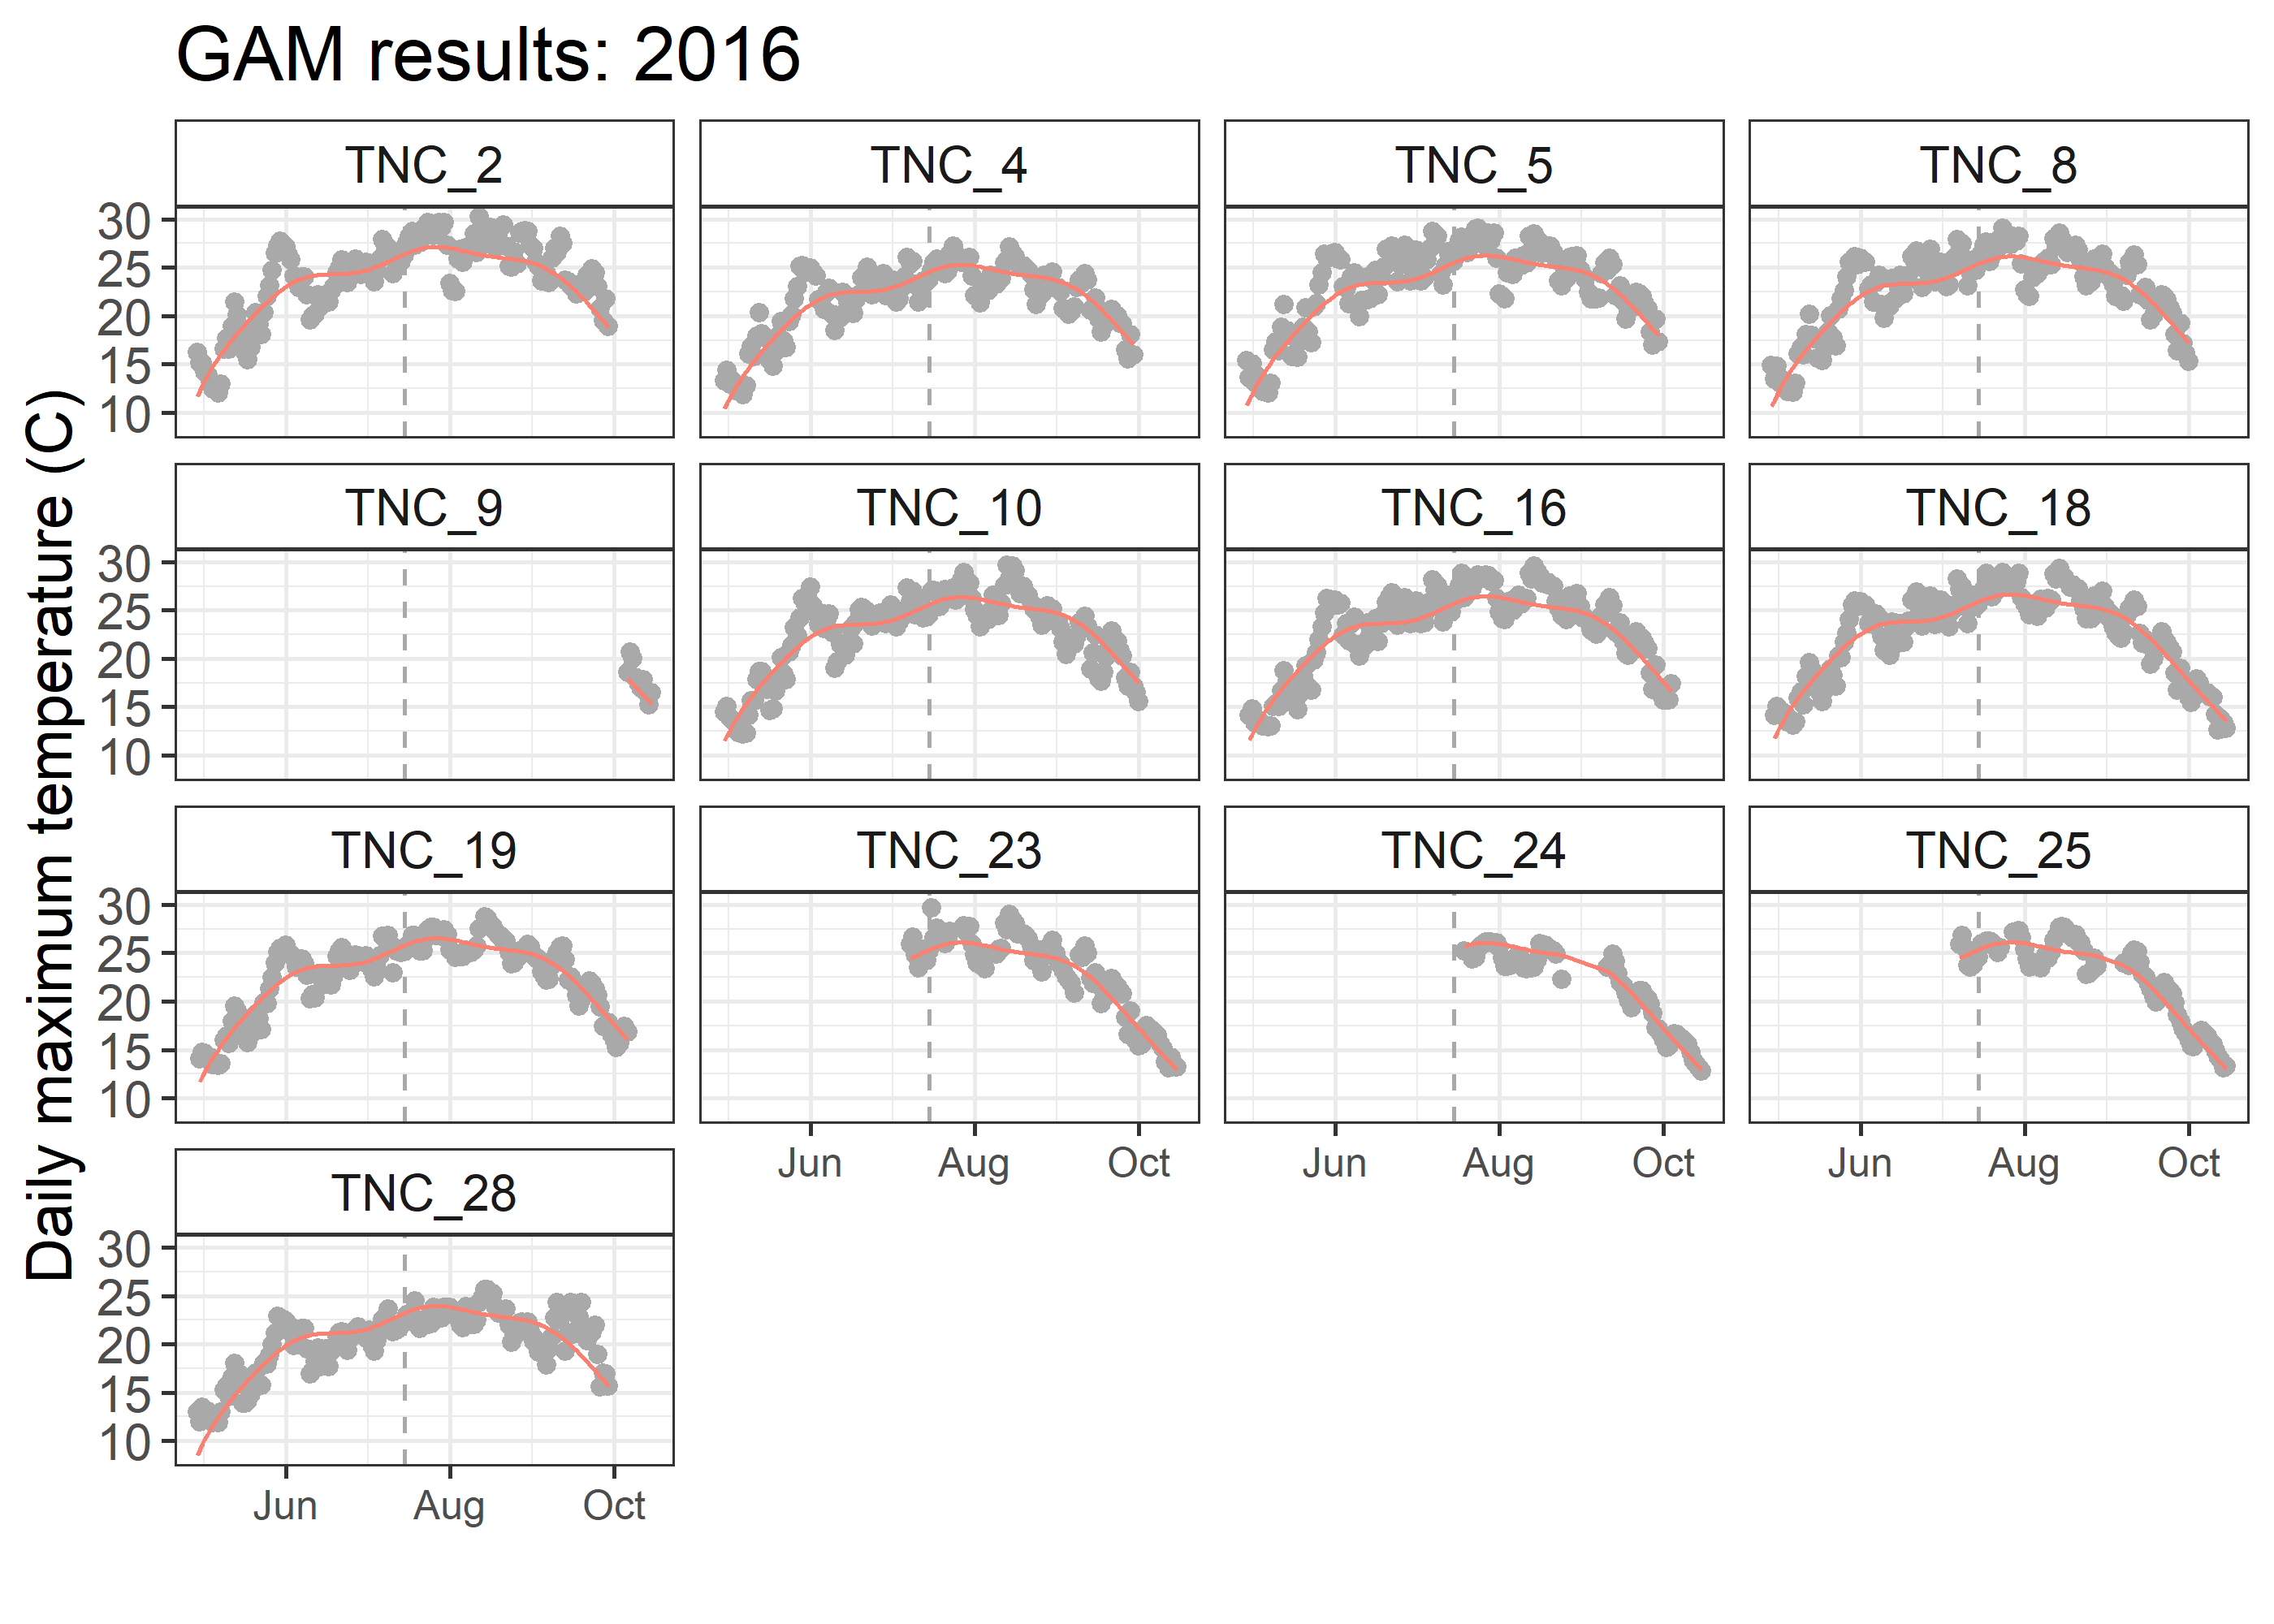 GAM results: 2016
TNC_2 TNC_4 TNC_5 TNC_8
30
25
20
15
10
TNC_9 TNC_10 TNC_16 TNC_18
30
25
20
15
10
Daily maximum temperature (C)
TNC_19 TNC_23 TNC_24 TNC_25
30
25
20
15
10
Jun Aug Oct Jun Aug Oct Jun Aug Oct
TNC_28
30
25
20
15
10
Jun Aug Oct